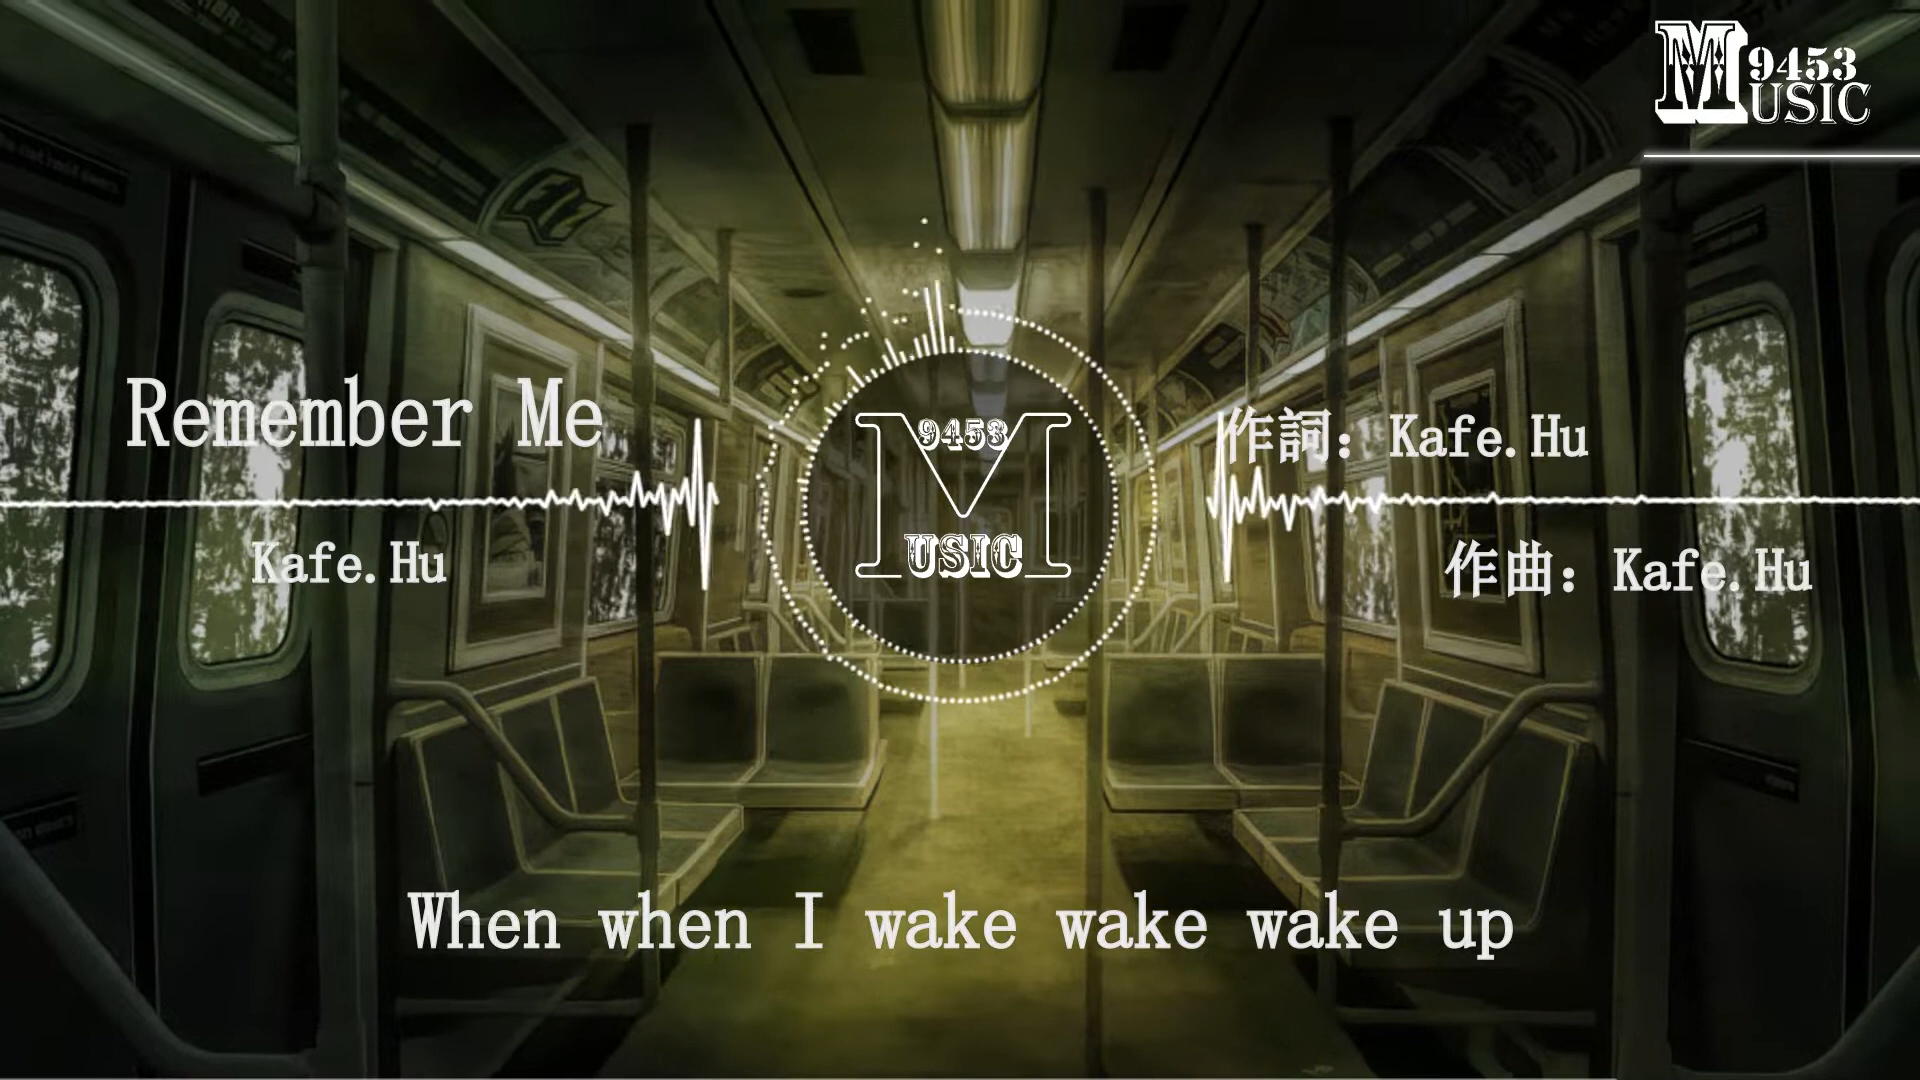 9453
MUSIC
Remember Me
Kafe.Hu
9453
MUSIC
作詞：Kafe.Hu
作曲：Kafe.Hu
When when I wake wake wake up